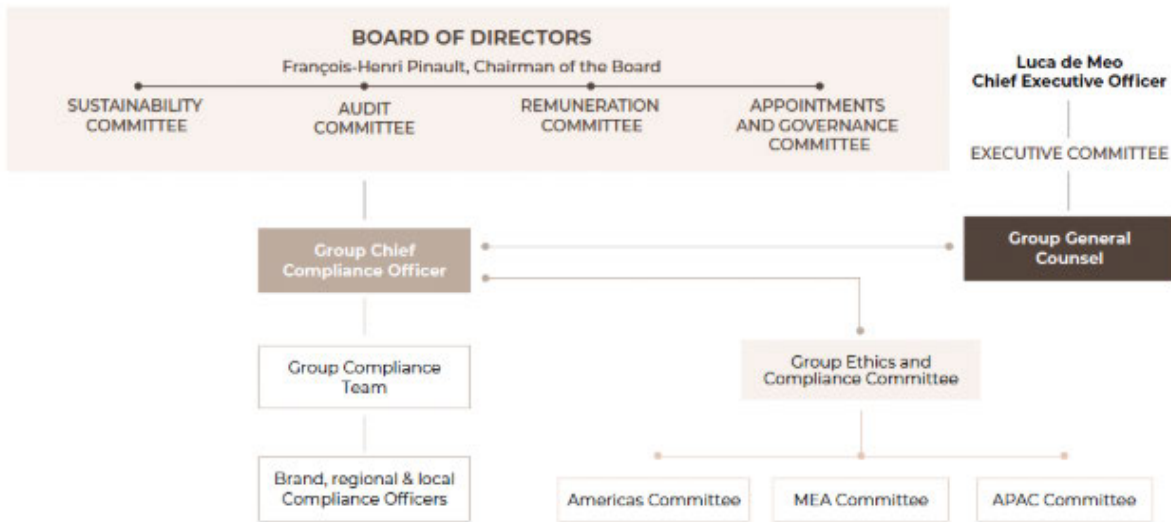 BOARD OF DIRECTORS
François-Henri Pinault, Chairman of the Board
SUSTAINABILITY
COMMITTEE
AUDIT
COMMITTEE
REMUNERATION
COMMITTEE
APPOINTMENTS
AND GOVERNANCE
COMMITTEE
Luca de Meo
Chief Executive Officer
EXECUTIVE COMMITTEE
Group Chief
Compliance Officer
Group General
Counsel
Group Compliance
Team
Group Ethics and
Compliance Committee
Brand, regional & local
Compliance Officers
Americas Committee
MEA Committee
APAC Committee